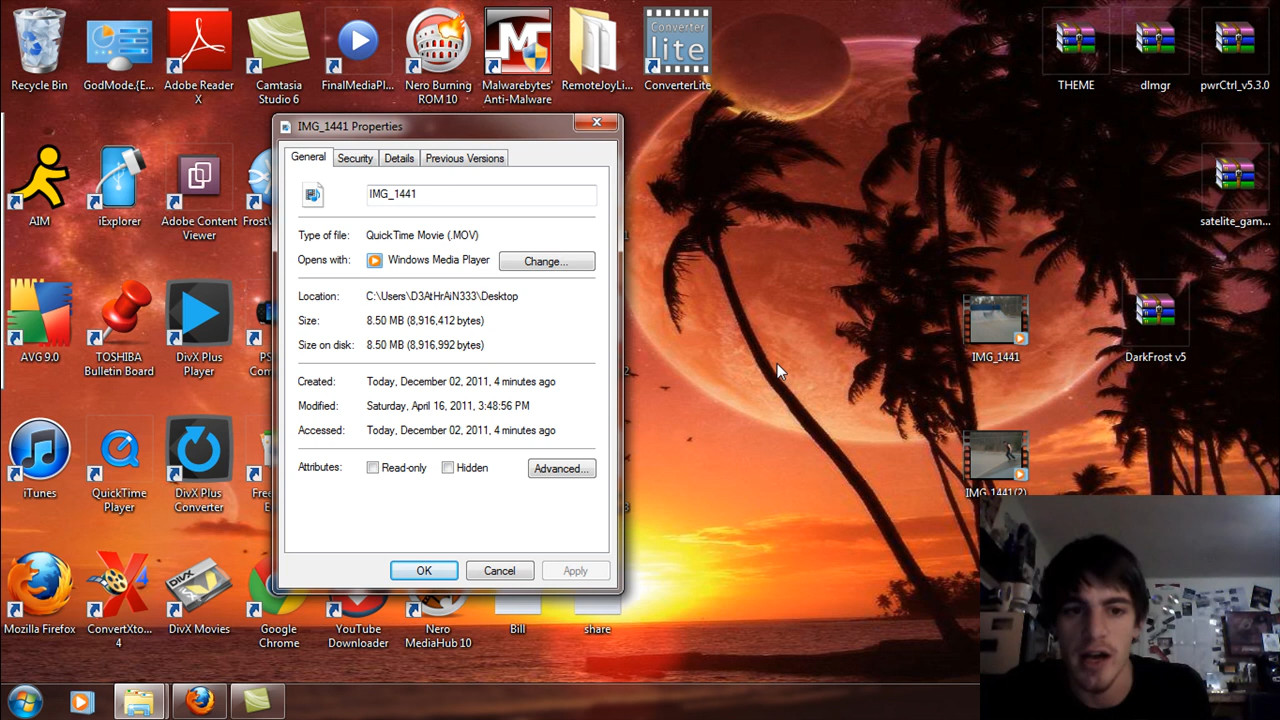 Recycle Bin
GodMode.{E...
Adobe Reader
X
Camtasia
Studio 6
FinalMediaPl...
Nero Burning
ROM 10
Malwarebytes'
Anti-Malware
RemoteJoyLi...
Converter
lite
ConverterLite
THEME
dlmgr
pwrCtrl_v5.3.0
IMG_1441 Properties
General
Security
Details
Previous Versions
IMG_1441
Type of file:
QuickTime Movie (.MOV)
Opens with:
Windows Media Player
Change...
Location:
C:\Users\D3AtHrAiN333\Desktop
Size:
8.50 MB (8,916,412 bytes)
Size on disk:
8.50 MB (8,916,992 bytes)
Created:
Today, December 02, 2011, 4 minutes ago
Modified:
Saturday, April 16, 2011, 3:48:56 PM
Accessed:
Today, December 02, 2011, 4 minutes ago
Attributes:
Read-only
Hidden
Advanced...
OK
Cancel
Apply
AIM
iExplorer
Adobe Content
Viewer
satelite_gam...
AVG 9.0
TOSHIBA
Bulletin Board
DivX Plus
Player
IMG_1441
DarkFrost v5
iTunes
QuickTime
Player
DivX Plus
Converter
IMG_1441(2)
Mozilla Firefox
ConvertXto...
4
DIVX
DivX Movies
Google
Chrome
YouTube
Downloader
Nero
MediaHub 10
Bill
share